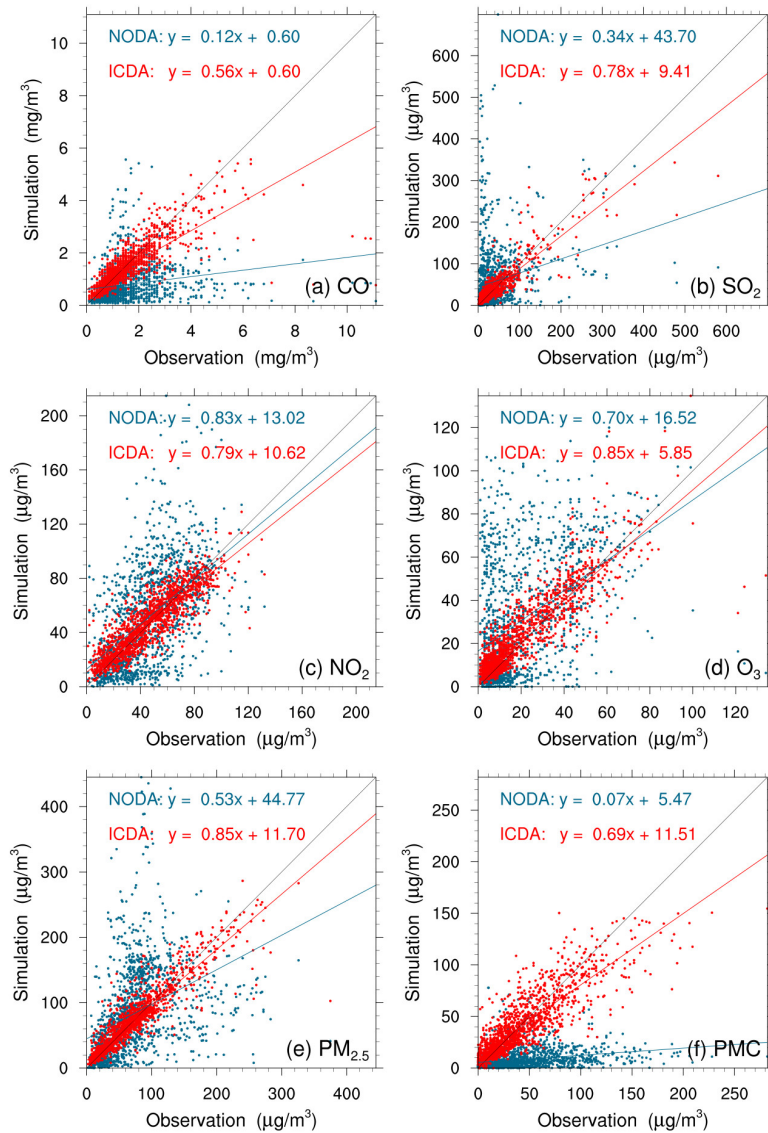 NODA: y = 0.12x + 0.60
ICDA: y = 0.56x + 0.60
Simulation (mg/m³)
10
8
6
4
2
0
(a) CO
0 2 4 6 8 10
Observation (mg/m³)
NODA: y = 0.34x + 43.70
ICDA: y = 0.78x + 9.41
Simulation (µg/m³)
600
500
400
300
200
100
0
(b) SO₂
0 100 200 300 400 500 600
Observation (µg/m³)
NODA: y = 0.83x + 13.02
ICDA: y = 0.79x + 10.62
Simulation (µg/m³)
200
160
120
80
40
0
(c) NO₂
0 40 80 120 160 200
Observation (µg/m³)
NODA: y = 0.70x + 16.52
ICDA: y = 0.85x + 5.85
Simulation (µg/m³)
120
100
80
60
40
20
0
(d) O₃
0 20 40 60 80 100 120
Observation (µg/m³)
NODA: y = 0.53x + 44.77
ICDA: y = 0.85x + 11.70
Simulation (µg/m³)
400
300
200
100
0
(e) PM₂.₅
0 100 200 300 400
Observation (µg/m³)
NODA: y = 0.07x + 5.47
ICDA: y = 0.69x + 11.51
Simulation (µg/m³)
250
200
150
100
50
0
(f) PMC
0 50 100 150 200 250
Observation (µg/m³)